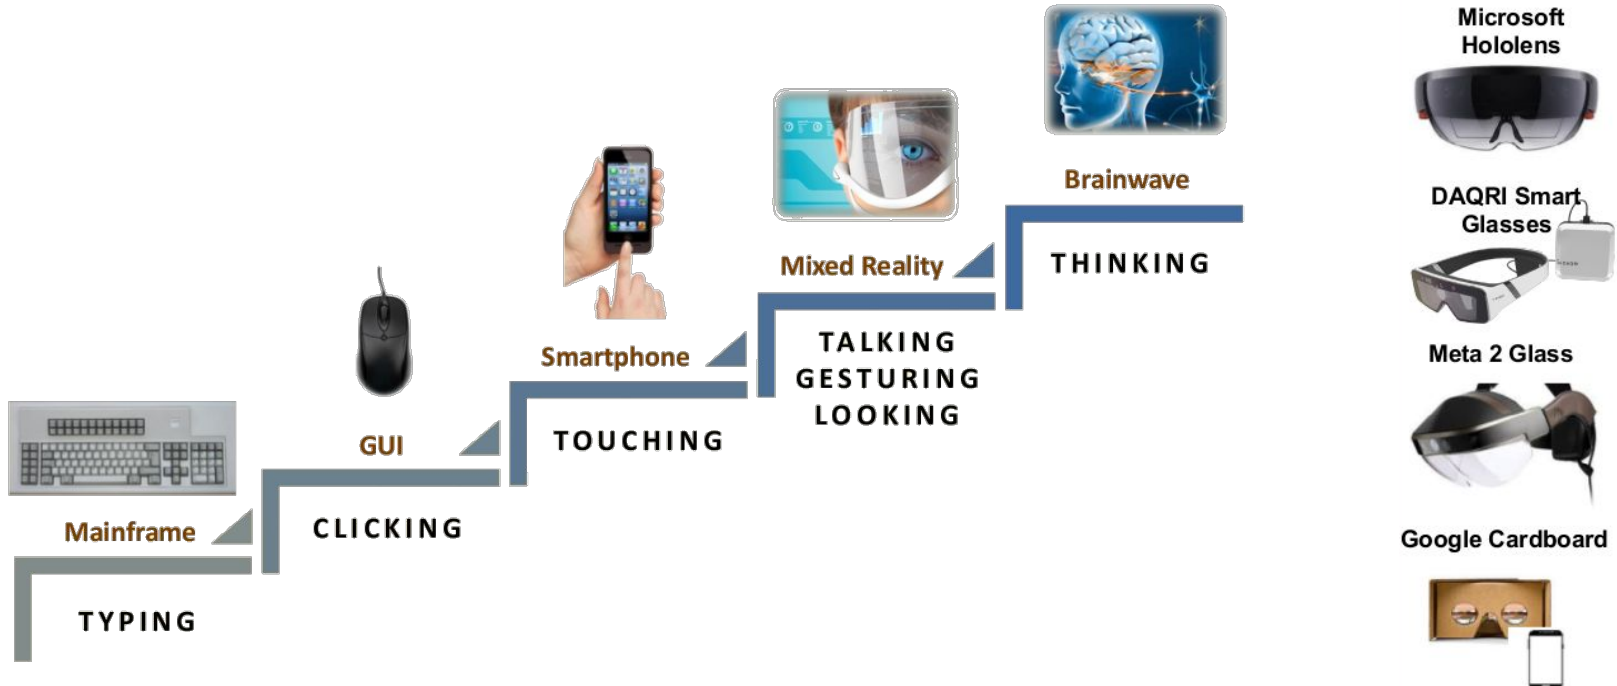 Mainframe
TYPING
GUI
CLICKING
Smartphone
TOUCHING
Mixed Reality
TALKING
GESTURING
LOOKING
Brainwave
THINKING
Microsoft
Hololens
DAQRI Smart
Glasses
Meta 2 Glass
Google Cardboard